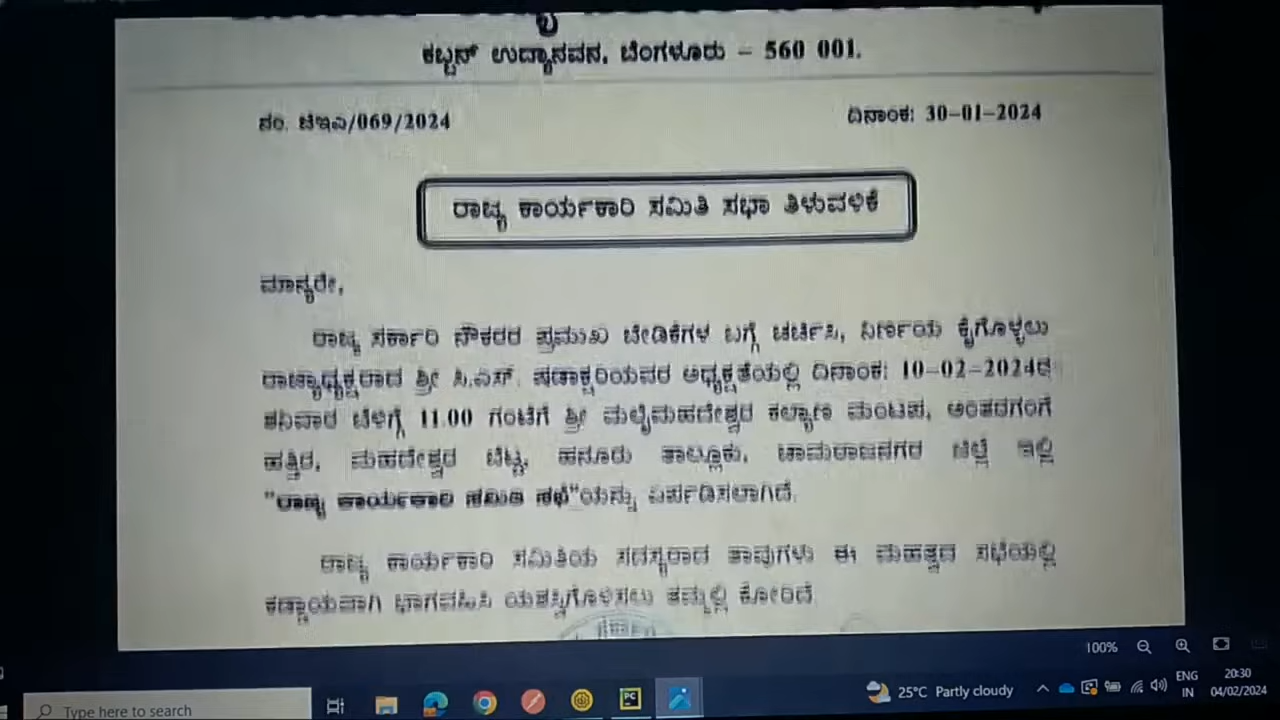 ಕಬ್ಬನ್ ಉದ್ಯಾನವನ, ಬೆಂಗಳೂರು – 560 001.
ಸಂ. ಜೆಇಎ/069/2024
ದಿನಾಂಕ: 30-01-2024
ರಾಜ್ಯ ಕಾರ್ಯಕಾರಿ ಸಮಿತಿ ಸಭಾ ತಿಳುವಳಿಕೆ
ಮಾನ್ಯರೇ,
ರಾಜ್ಯ ಸರ್ಕಾರಿ ನೌಕರರ ಪ್ರಮುಖ ಬೇಡಿಕೆಗಳ ಬಗ್ಗೆ ಚರ್ಚಿಸಿ, ನಿರ್ಣಯ ಕೈಗೊಳ್ಳಲು
ರಾಜ್ಯಾಧ್ಯಕ್ಷರಾದ ಶ್ರೀ ಸಿ.ಎಸ್. ಷಡಾಕ್ಷರಿಯವರ ಅಧ್ಯಕ್ಷತೆಯಲ್ಲಿ ದಿನಾಂಕ: 10-02-2024ರ
ಶನಿವಾರ ಬೆಳಿಗ್ಗೆ 11.00 ಗಂಟೆಗೆ ಶ್ರೀ ಮಲೈಮಹದೇಶ್ವರ ಕಲ್ಯಾಣ ಮಂಟಪ, ಅಂತರಗಂಗೆ
ಹತ್ತಿರ, ಮಹದೇಶ್ವರ ಬೆಟ್ಟ, ಹನೂರು ತಾಲ್ಲೂಕು, ಚಾಮರಾಜನಗರ ಜಿಲ್ಲೆ ಇಲ್ಲಿ
"ರಾಜ್ಯ ಕಾರ್ಯಕಾರಿ ಸಮಿತಿ ಸಭೆ"ಯನ್ನು ಏರ್ಪಡಿಸಲಾಗಿದೆ.
ರಾಜ್ಯ ಕಾರ್ಯಕಾರಿ ಸಮಿತಿಯ ಸದಸ್ಯರಾದ ತಾವುಗಳು ಈ ಮಹತ್ವದ ಸಭೆಯಲ್ಲಿ
ಕಡ್ಡಾಯವಾಗಿ ಭಾಗವಹಿಸಿ ಯಶಸ್ವಿಗೊಳಿಸಲು ತಮ್ಮಲ್ಲಿ ಕೋರಿದೆ.
100%
Type here to search
PC
25°C Partly cloudy
ENG
IN
20:30
04/02/2024